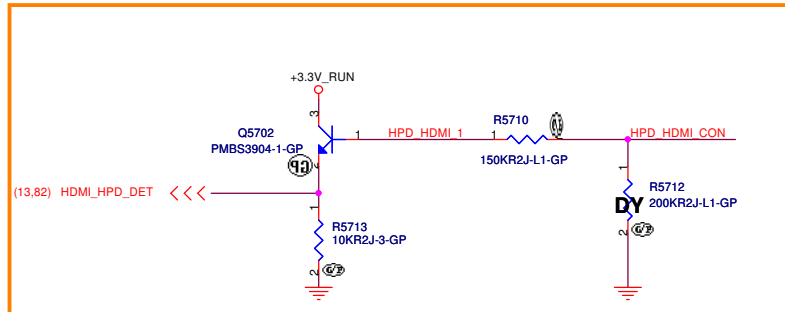 +3.3V_RUN
3
Q5702
PMBS3904-1-GP
1
HPD_HDMI_1
1
R5710
150KR2J-L1-GP
HPD_HDMI_CON
GP
2
(13,82) HDMI_HPD_DET
1
R5713
10KR2J-3-GP
2
G/P
1
R5712
DY
200KR2J-L1-GP
2
G/P